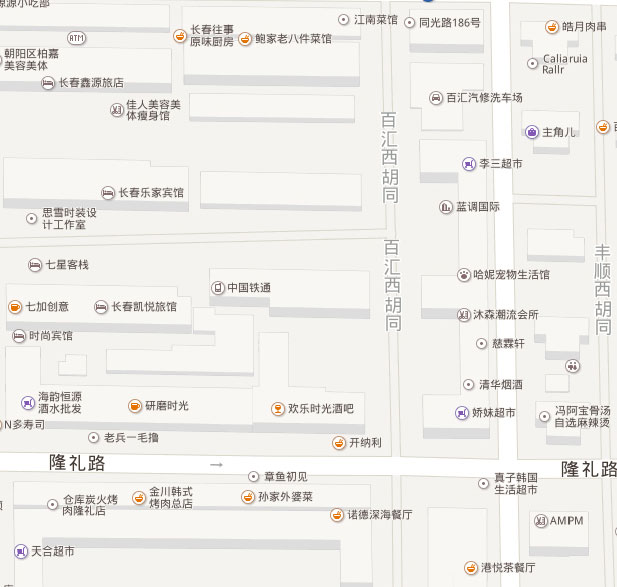 源源小吃部
江南菜馆
同光路186号
皓月肉串
长春往事
原味厨房
鲍家老八件菜馆
ATM
朝阳区柏嘉
美容美体
Caliaruia
Rallr
长春鑫源旅店
百汇汽修洗车场
佳人美容美
体瘦身馆
主角儿
百汇西胡同
李三超市
长春乐家宾馆
蓝调国际
思雪时装设
计工作室
七星客栈
百汇西胡同
丰顺西胡同
哈妮宠物生活馆
中国铁通
七加创意
长春凯悦旅馆
沐森潮流会所
时尚宾馆
慈霖轩
清华烟酒
海韵恒源
酒水批发
研磨时光
欢乐时光酒吧
娇妹超市
冯阿宝骨汤
自选麻辣烫
N多寿司
老兵一毛撸
开纳利
隆礼路
隆礼路
章鱼初见
真子韩国
生活超市
仓库炭火烤
肉隆礼店
金川韩式
烤肉总店
孙家外婆菜
诺德深海餐厅
AMPM
天合超市
港悦茶餐厅